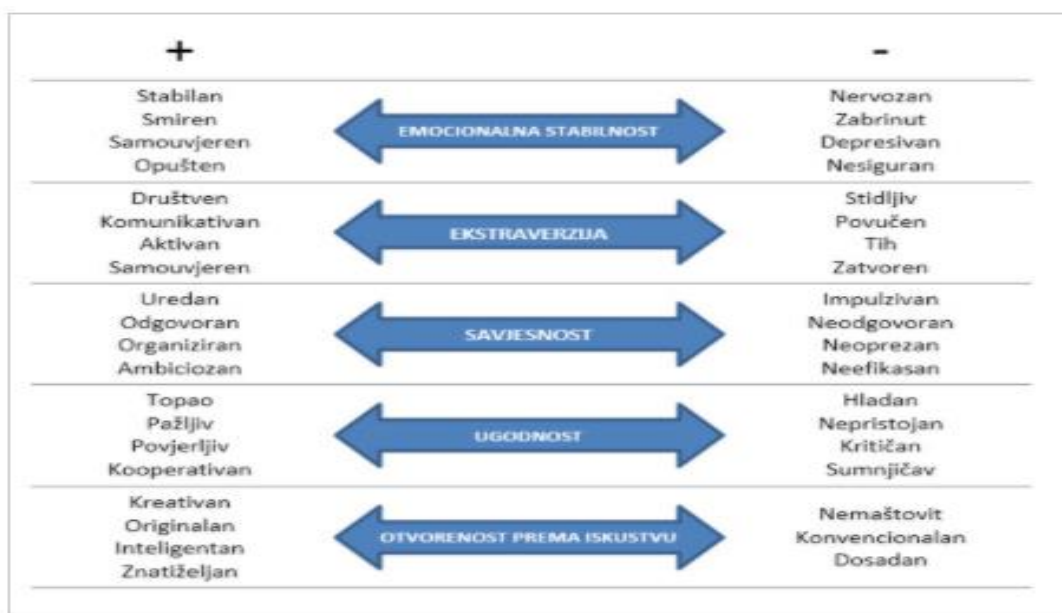 + -
Stabilan
Smiren
Samouvjeren
Opušten
EMOCIONALNA STABILNOST
Nervozan
Zabrinut
Depresivan
Nesiguran
Društven
Komunikativan
Aktivan
Samouvjeren
EKSTRAVERZIJA
Stidljiv
Povučen
Tih
Zatvoren
Uredan
Odgovoran
Organiziran
Ambiciozan
SAVJESNOST
Impulzivan
Neodgovoran
Neoprezan
Neefikasan
Topao
Pažljiv
Povjerljiv
Kooperativan
UGODNOST
Hladan
Nepristojan
Kritičan
Sumnjičav
Kreativan
Originalan
Inteligentan
Znatiželjan
OTVORENOST PREMA ISKUSTVU
Nemaštovit
Konvencionalan
Dosadan